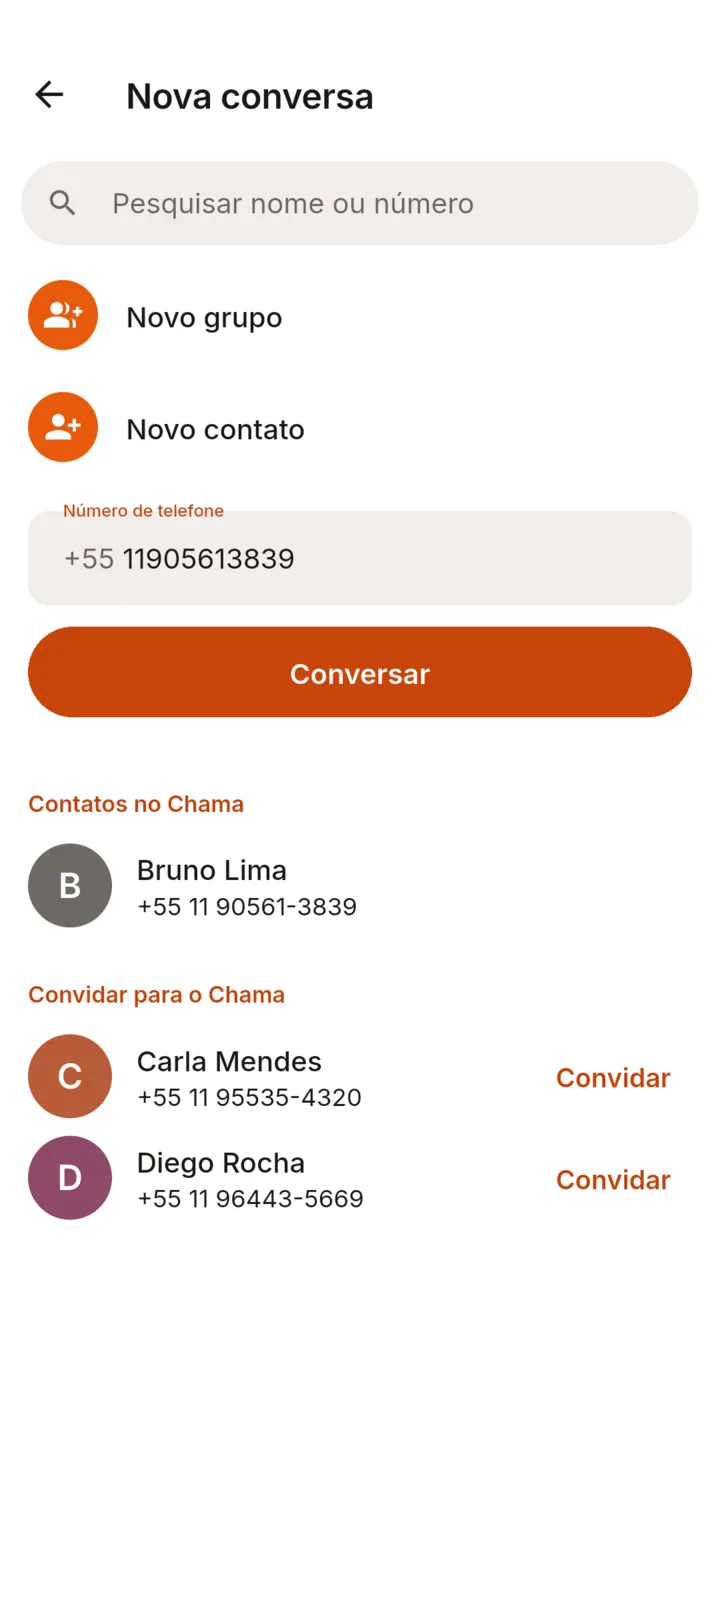 Nova conversa
Pesquisar nome ou número
Novo grupo
Novo contato
Número de telefone
+55 11905613839
Conversar
Contatos no Chama
B
Bruno Lima
+55 11 90561-3839
Convidar para o Chama
C
Carla Mendes
+55 11 95535-4320
Convidar
D
Diego Rocha
+55 11 96443-5669
Convidar